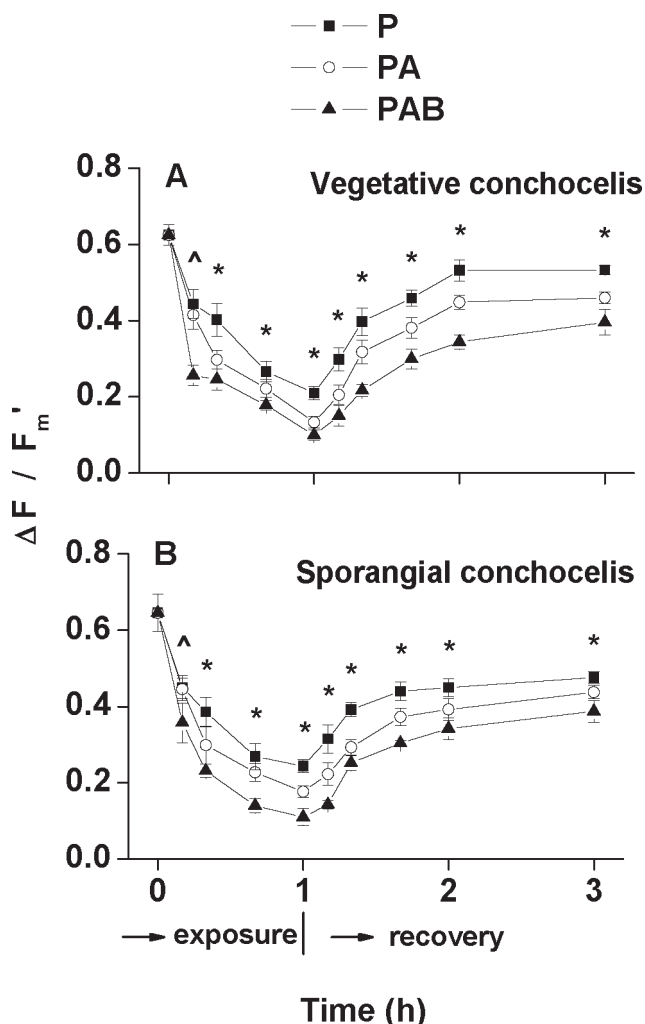 P
PA
PAB
A
Vegetative conchocelis
0.8
^ * * * * * * * *
0.6
0.4
0.2
0.0
Δ F / Fm'
B
Sporangial conchocelis
0.8
^ * * * * * * * *
0.6
0.4
0.2
0.0
0 1 2 3
exposure recovery
Time (h)